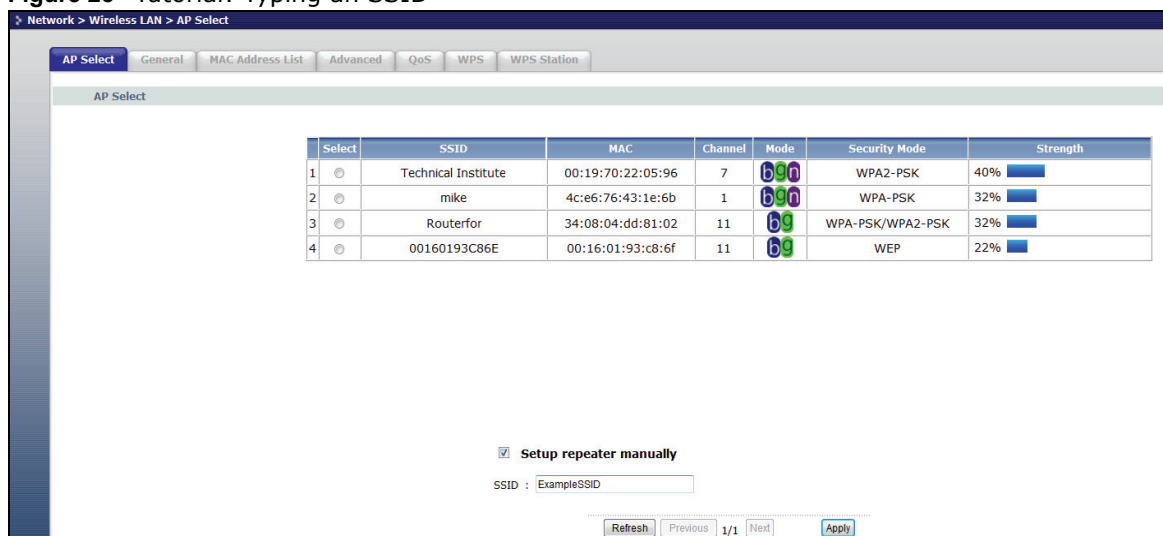 Network > Wireless LAN > AP Select
AP Select General MAC Address List Advanced QoS WPS WPS Station
AP Select
Select SSID MAC Channel Mode Security Mode Strength
1 Technical Institute 00:19:70:22:05:96 7 bgn WPA2-PSK 40%
2 mike 4c:e6:76:43:1e:6b 1 bgn WPA-PSK 32%
3 Routerfor 34:08:04:dd:81:02 11 bg WPA-PSK/WPA2-PSK 32%
4 00160193C86E 00:16:01:93:c8:6f 11 bg WEP 22%
Setup repeater manually
SSID : ExampleSSID
Refresh Previous 1/1 Next Apply